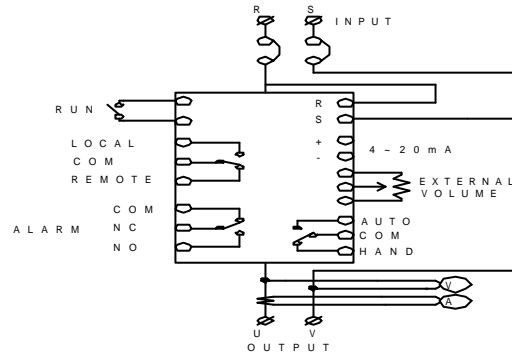 R S
INPUT
RUN
R
S
LOCAL
COM
REMOTE
+
-
4 ~ 20mA
EXTERNAL
VOLUME
ALARM
COM
NC
NO
AUTO
COM
HAND
V
A
U V
OUTPUT